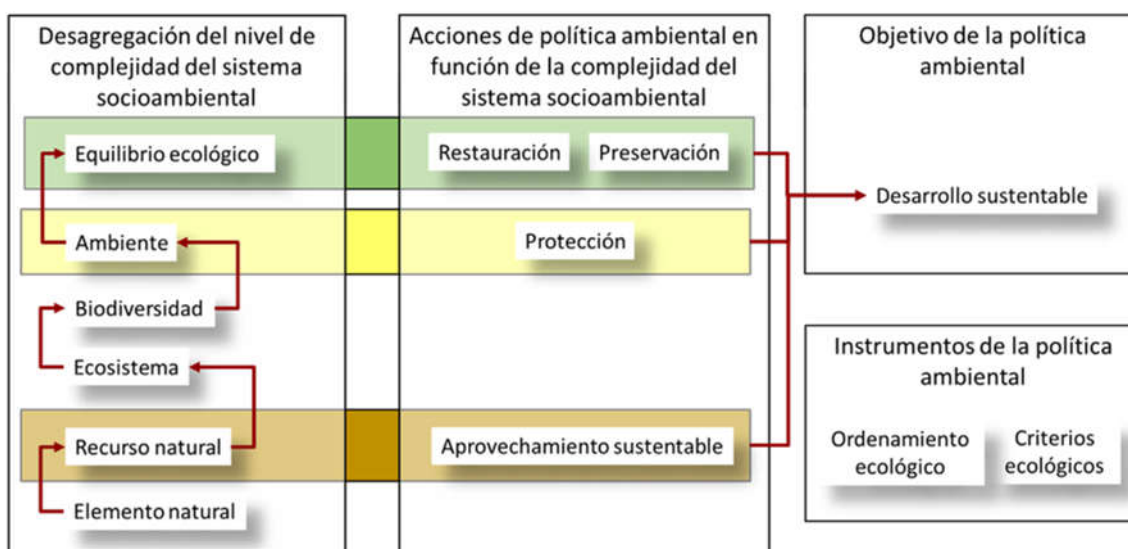 Desagregación del nivel de
complejidad del sistema
socioambiental
Equilibrio ecológico
Ambiente
Biodiversidad
Ecosistema
Recurso natural
Elemento natural
Acciones de política ambiental en
función de la complejidad del
sistema socioambiental
Restauración
Preservación
Protección
Aprovechamiento sustentable
Objetivo de la política
ambiental
Desarrollo sustentable
Instrumentos de la política
ambiental
Ordenamiento
ecológico
Criterios
ecológicos